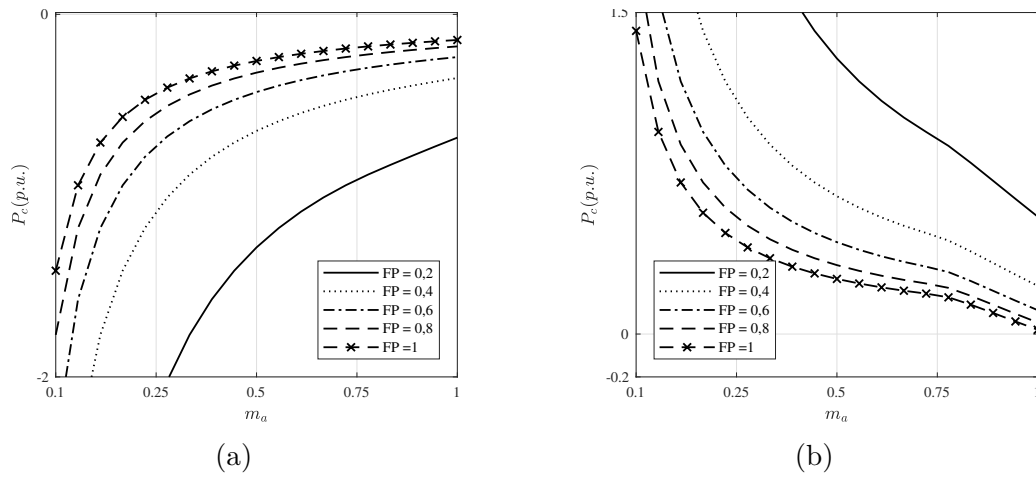 0
-2
0.1
0.25
0.5
0.75
1
P_c(p.u.)
m_a
FP = 0,2
FP = 0,4
FP = 0,6
FP = 0,8
FP =1
(a)
1.5
0
-0.2
0.1
0.25
0.5
0.75
P_c(p.u.)
m_a
FP = 0,2
FP = 0,4
FP = 0,6
FP = 0,8
FP =1
(b)